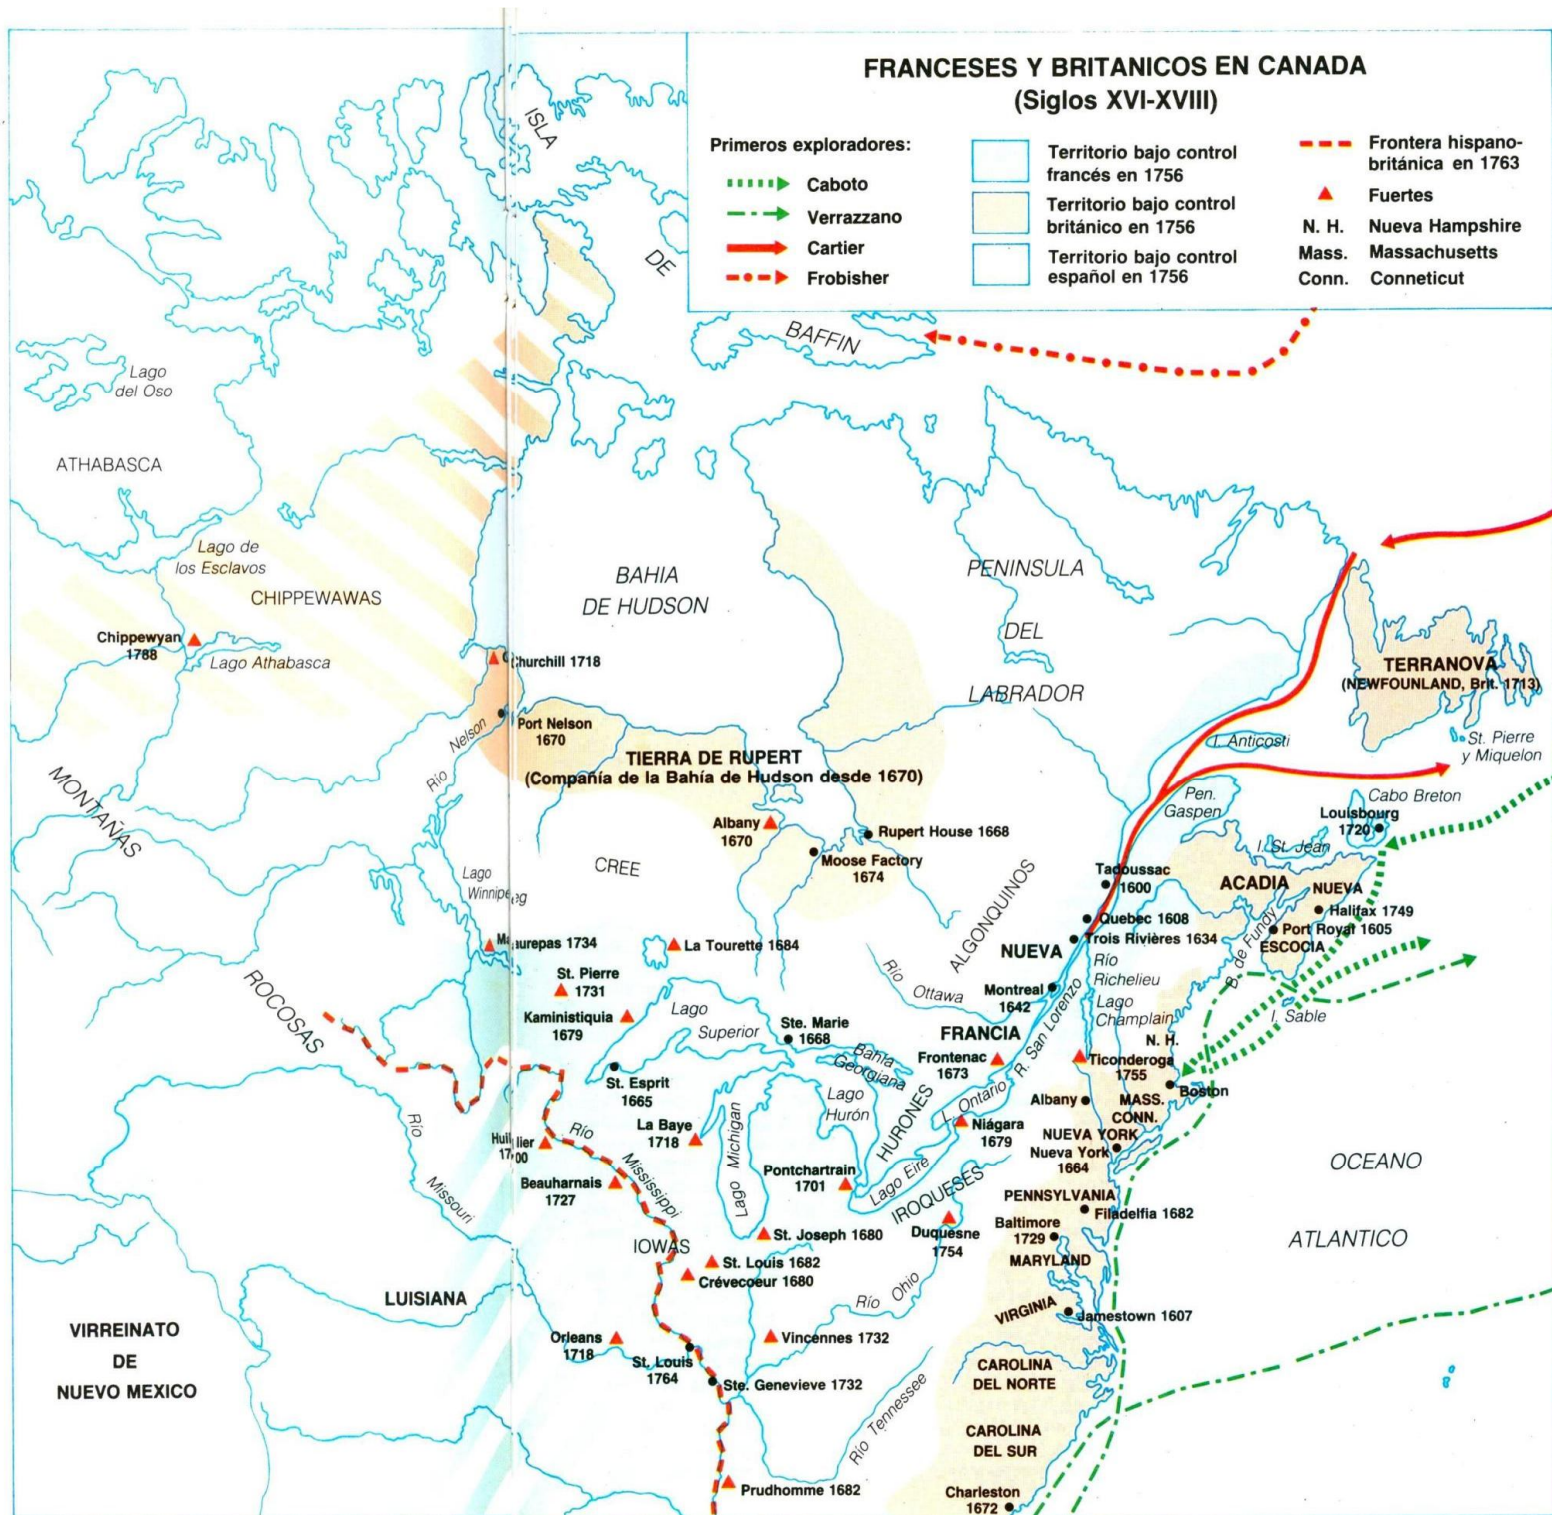 FRANCESES Y BRITANICOS EN CANADA
(Siglos XVI-XVIII)
Primeros exploradores:
Caboto
Verrazzano
Cartier
Frobisher
Territorio bajo control
francés en 1756
Territorio bajo control
británico en 1756
Territorio bajo control
español en 1756
Frontera hispano-
británica en 1763
Fuertes
N. H. Nueva Hampshire
Mass. Massachusetts
Conn. Conneticut
ISLA
DE
BAFFIN
Lago
del Oso
ATHABASCA
Lago de
los Esclavos
CHIPPEWAWAS
Chippewyan
1788
Lago Athabasca
BAHIA
DE HUDSON
PENINSULA
DEL
LABRADOR
Churchill 1718
Río Nelson
Port Nelson
1670
TIERRA DE RUPERT
(Compañía de la Bahía de Hudson desde 1670)
TERRANOVA
(NEWFOUNLAND, Brit. 1713)
I. Anticosti
St. Pierre
y Miquelon
MONTAÑAS
ROCOSAS
Albany
1670
Rupert House 1668
Moose Factory
1674
CREE
Lago
Winnipeg
Pen.
Gaspen
Cabo Breton
Louisbourg
1720
I. St. Jean
Tadoussac
1600
ACADIA
NUEVA
ESCOCIA
Halifax 1749
Port Royal 1605
B. de Fundy
Quebec 1608
Trois Rivières 1634
ALGONQUINOS
NUEVA
FRANCIA
Maurepas 1734
La Tourette 1684
St. Pierre
1731
Kaministiquia
1679
Lago
Superior
Ste. Marie
1668
St. Esprit
1665
Bahía
Georgiana
Río
Ottawa
Montreal
1642
Río
Richelieu
Lago
Champlain
R. San Lorenzo
I. Sable
N. H.
Frontenac
1673
Ticonderoga
1755
Boston
Albany
MASS.
CONN.
NUEVA YORK
Nueva York
1664
Lago
Hurón
HURONES
L. Ontario
Niágara
1679
La Baye
1718
Lago Michigan
Pontchartrain
1701
Lago Eire
IROQUESES
Río
Missouri
Huillier
1700
Río
Mississippi
Beauharnais
1727
PENNSYLVANIA
Filadelfia 1682
Baltimore
1729
MARYLAND
OCEANO
ATLANTICO
IOWAS
St. Joseph 1680
St. Louis 1682
Crévecoeur 1680
Duquesne
1754
Río Ohio
LUISIANA
VIRREINATO
DE
NUEVO MEXICO
VIRGINIA
Jamestown 1607
Orleans
1718
St. Louis
1764
Vincennes 1732
Ste. Genevieve 1732
Río Tennessee
CAROLINA
DEL NORTE
CAROLINA
DEL SUR
Prudhomme 1682
Charleston
1672